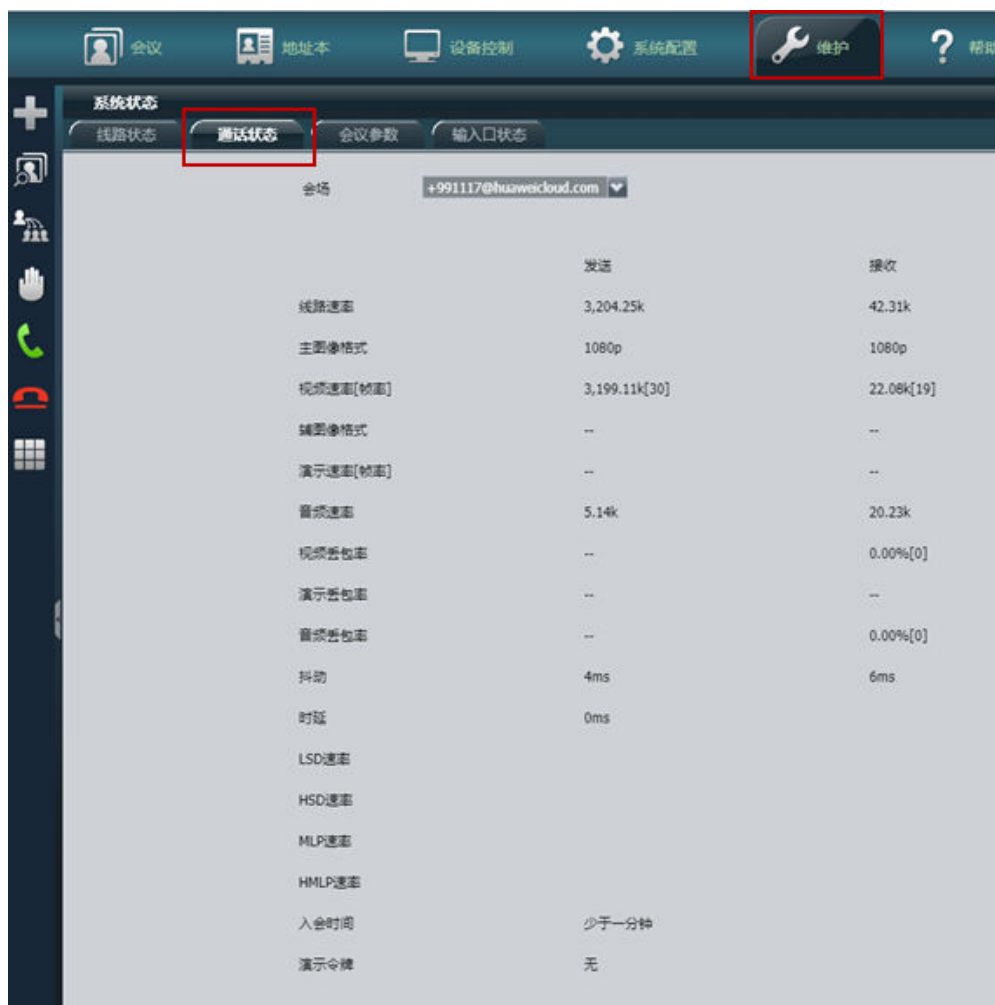 会议 地址本 设备控制 系统配置 维护 帮助
系统状态
线路状态 通话状态 会议参数 输入口状态
会场 +991117@huaweicloud.com
发送 接收
线路速率 3,204.25k 42.31k
主图像格式 1080p 1080p
视频速率[帧率] 3,199.11k[30] 22.08k[19]
辅图像格式 -- --
演示速率[帧率] -- --
音频速率 5.14k 20.23k
视频丢包率 -- 0.00%[0]
演示丢包率 -- --
音频丢包率 -- 0.00%[0]
抖动 4ms 6ms
时延 0ms
LSD速率
HSD速率
MLP速率
HMLP速率
入会时间 少于一分钟
演示令牌 无